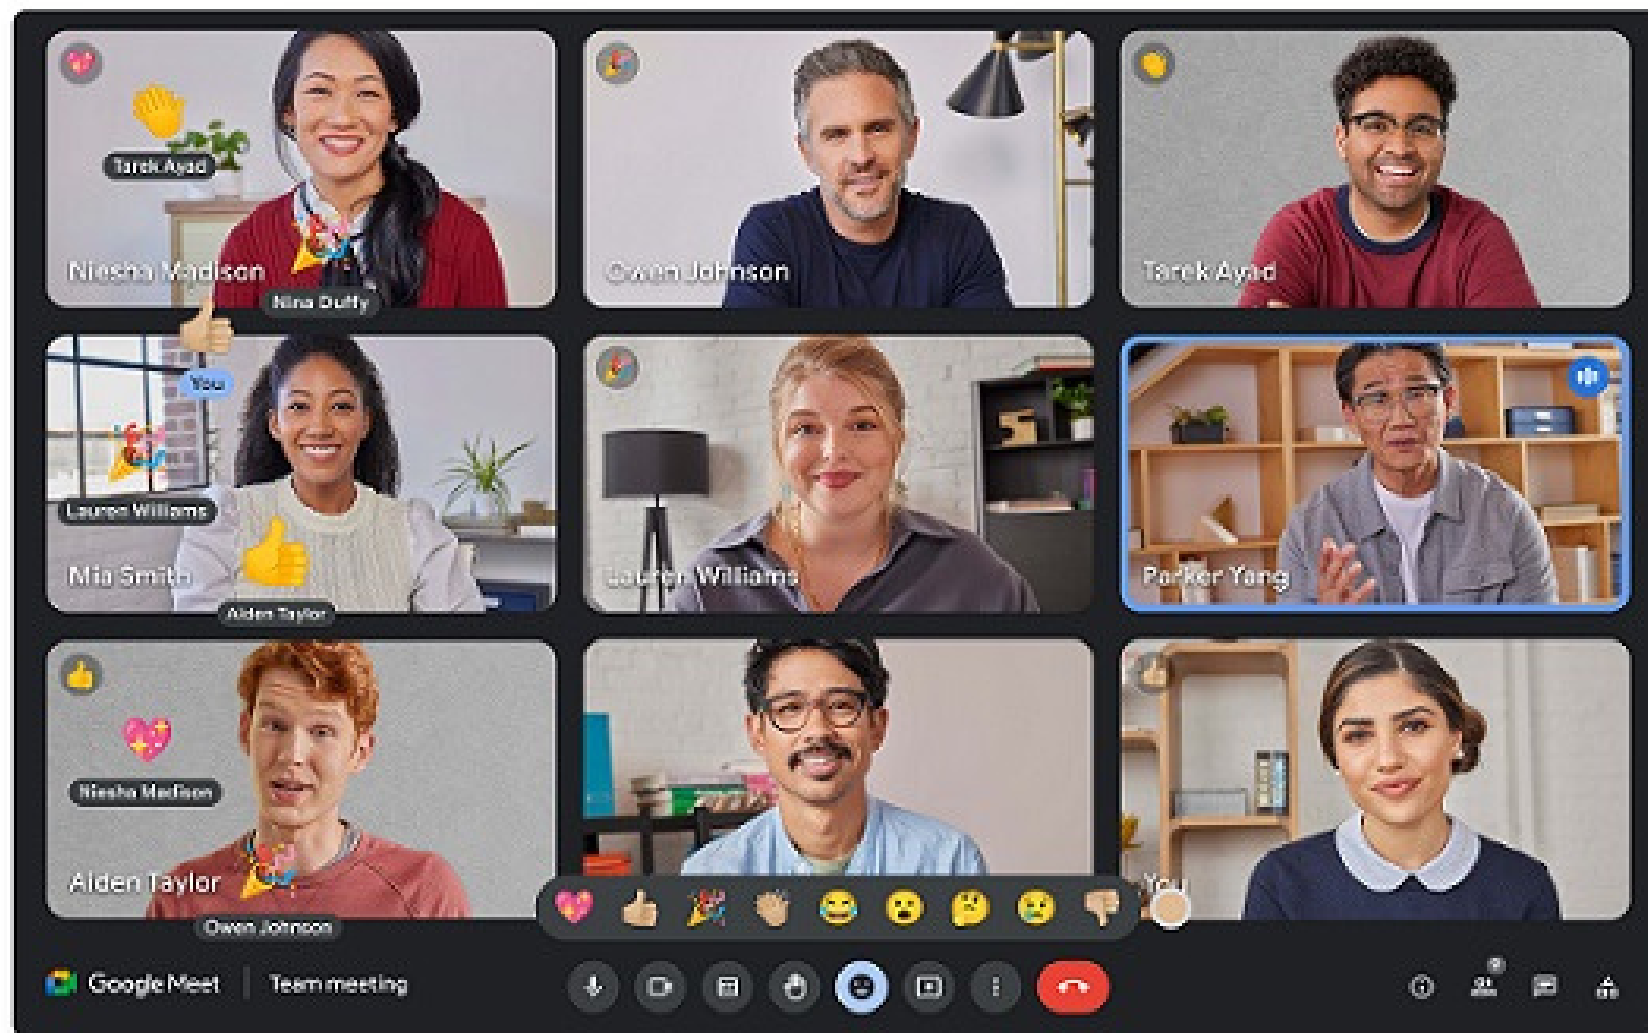 Tarek Ayad
Niesha Madison
Nina Duffy
Owen Johnson
Tarek Ayad
You
Lauren Williams
Mia Smith
Aiden Taylor
Lauren Williams
Parker Yang
Niesha Madison
Aiden Taylor
Owen Johnson
You
Google Meet
Team meeting